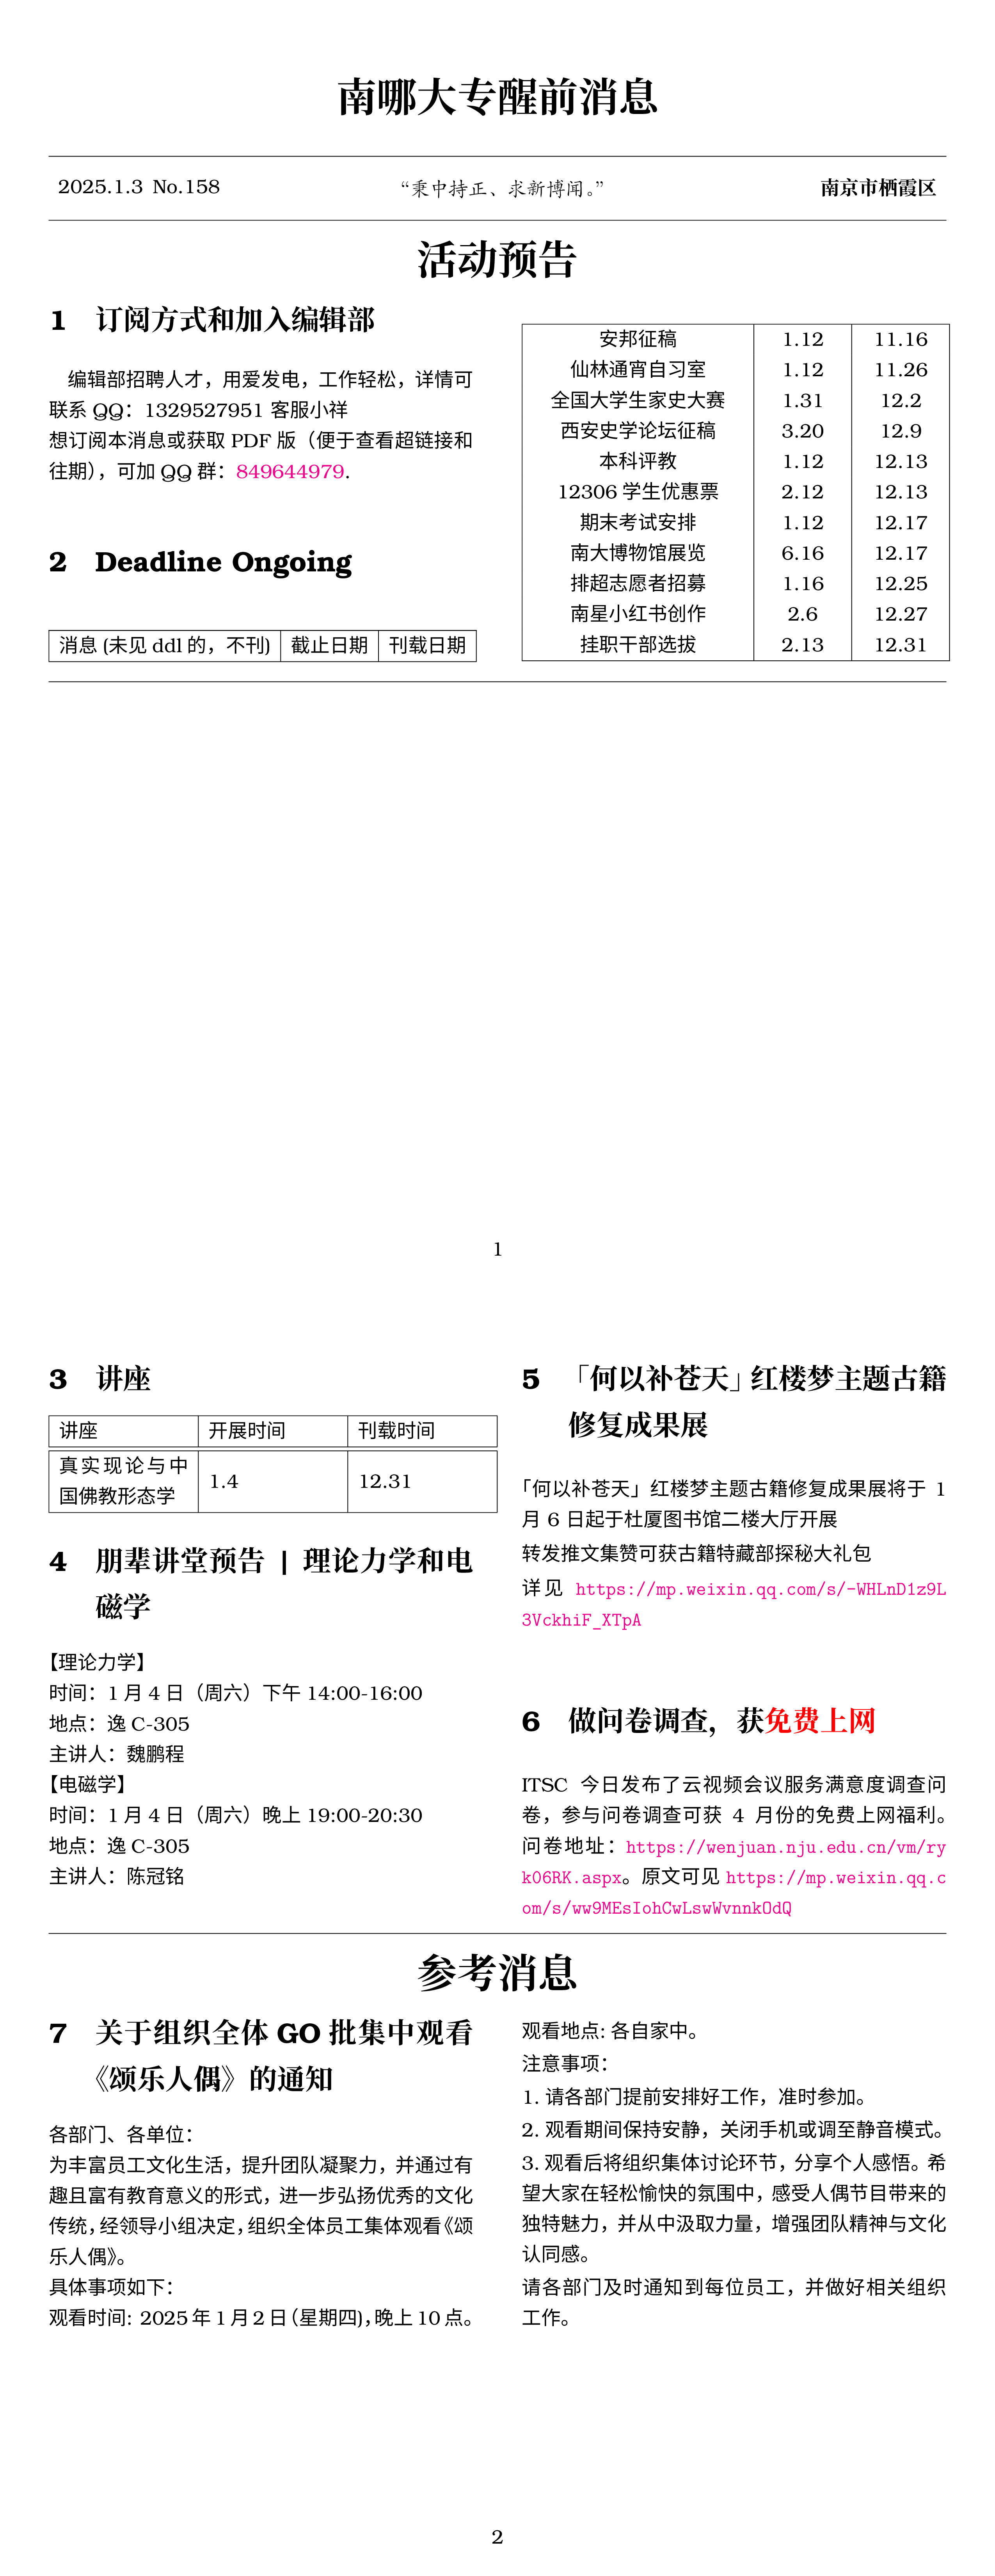 南哪大专醒前消息
2025.1.3 No.158
“秉中持正、求新博闻。”
南京市栖霞区
活动预告
1 订阅方式和加入编辑部
编辑部招聘人才，用爱发电，工作轻松，详情可
联系 QQ：1329527951 客服小祥
想订阅本消息或获取 PDF 版（便于查看超链接和
往期），可加 QQ 群：849644979.
2 Deadline Ongoing
消息 (未见 ddl 的，不刊) 截止日期 刊载日期
安邦征稿 1.12 11.16
仙林通宵自习室 1.12 11.26
全国大学生家史大赛 1.31 12.2
西安史学论坛征稿 3.20 12.9
本科评教 1.12 12.13
12306 学生优惠票 2.12 12.13
期末考试安排 1.12 12.17
南大博物馆展览 6.16 12.17
排超志愿者招募 1.16 12.25
南星小红书创作 2.6 12.27
挂职干部选拔 2.13 12.31
1
3 讲座
讲座 开展时间 刊载时间
真实现论与中
国佛教形态学 1.4 12.31
4 朋辈讲堂预告 | 理论力学和电
磁学
【理论力学】
时间：1 月 4 日（周六）下午 14:00-16:00
地点：逸 C-305
主讲人：魏鹏程
【电磁学】
时间：1 月 4 日（周六）晚上 19:00-20:30
地点：逸 C-305
主讲人：陈冠铭
5 「何以补苍天」红楼梦主题古籍
修复成果展
「何以补苍天」红楼梦主题古籍修复成果展将于 1
月 6 日起于杜厦图书馆二楼大厅开展
转发推文集赞可获古籍特藏部探秘大礼包
详见 https://mp.weixin.qq.com/s/-WHLnD1z9L
3VckhiF_XTpA
6 做问卷调查，获免费上网
ITSC 今日发布了云视频会议服务满意度调查问
卷，参与问卷调查可获 4 月份的免费上网福利。
问卷地址：https://wenjuan.nju.edu.cn/vm/ry
k06RK.aspx。原文可见 https://mp.weixin.qq.c
om/s/ww9MEsIohCwLswWvnnkOdQ
参考消息
7 关于组织全体 GO 批集中观看
《颂乐人偶》的通知
各部门、各单位：
为丰富员工文化生活，提升团队凝聚力，并通过有
趣且富有教育意义的形式，进一步弘扬优秀的文化
传统，经领导小组决定，组织全体员工集体观看《颂
乐人偶》。
具体事项如下：
观看时间: 2025 年 1 月 2 日（星期四），晚上 10 点。
观看地点: 各自家中。
注意事项：
1. 请各部门提前安排好工作，准时参加。
2. 观看期间保持安静，关闭手机或调至静音模式。
3. 观看后将组织集体讨论环节，分享个人感悟。希
望大家在轻松愉快的氛围中，感受人偶节目带来的
独特魅力，并从中汲取力量，增强团队精神与文化
认同感。
请各部门及时通知到每位员工，并做好相关组织
工作。
2